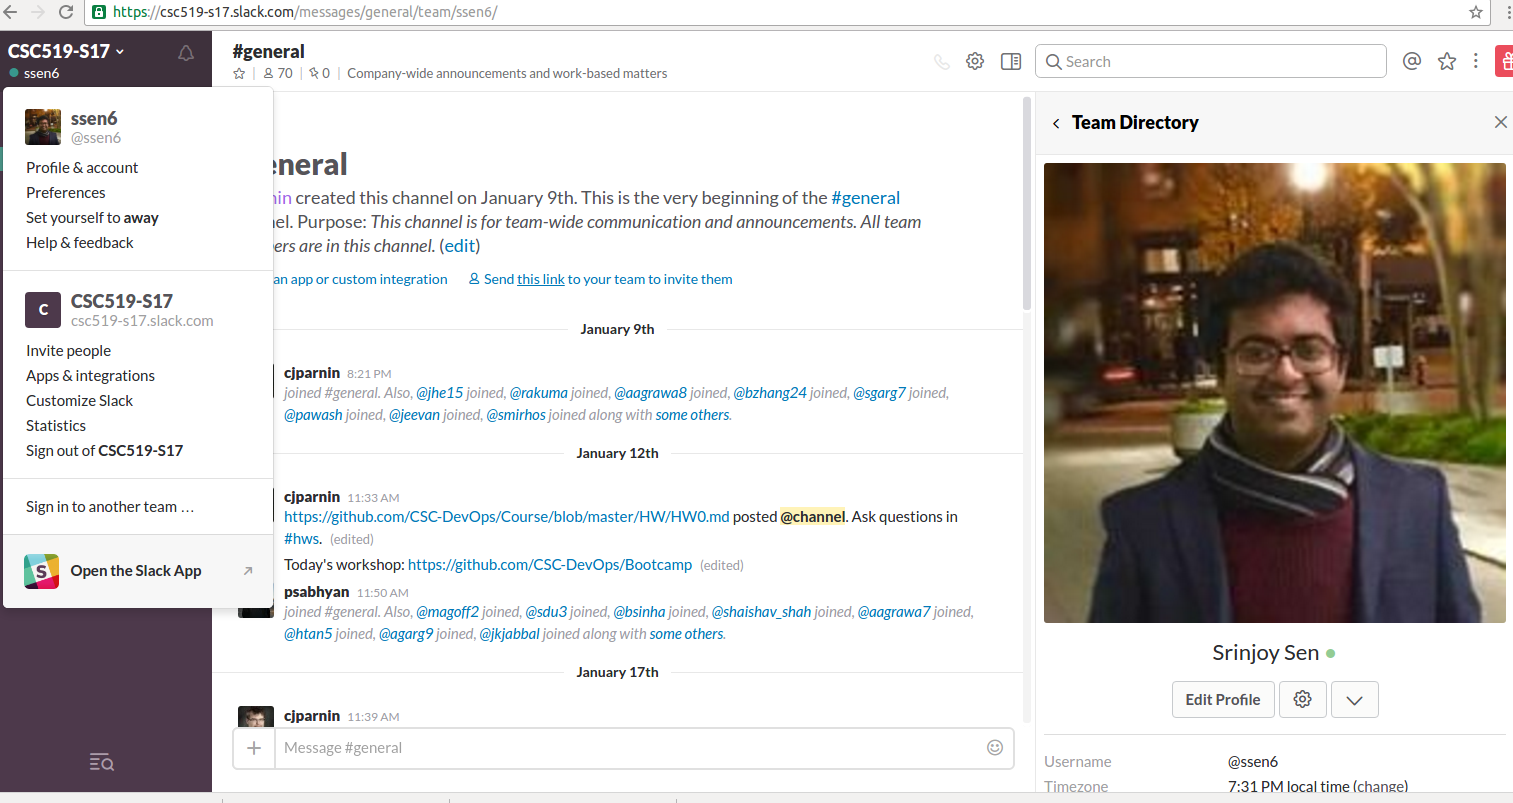 https://csc519-s17.slack.com/messages/general/team/ssen6/
CSC519-S17
ssen6
ssen6
@ssen6
Profile & account
Preferences
Set yourself to away
Help & feedback
C
CSC519-S17
csc519-s17.slack.com
Invite people
Apps & integrations
Customize Slack
Statistics
Sign out of CSC519-S17
Sign in to another team …
S
Open the Slack App
#general
70
0
Company-wide announcements and work-based matters
Search
eneral
in created this channel on January 9th. This is the very beginning of the #general
el. Purpose: This channel is for team-wide communication and announcements. All team
ers are in this channel. (edit)
an app or custom integration
Send this link to your team to invite them
January 9th
cjparnin 8:21 PM
joined #general. Also, @jhe15 joined, @rakuma joined, @aagrawa8 joined, @bzhang24 joined, @sgarg7 joined,
@pawash joined, @jeevan joined, @smirhos joined along with some others.
January 12th
cjparnin 11:33 AM
https://github.com/CSC-DevOps/Course/blob/master/HW/HW0.md posted @channel. Ask questions in
#hws. (edited)
Today's workshop: https://github.com/CSC-DevOps/Bootcamp (edited)
psabhyan 11:50 AM
joined #general. Also, @magoff2 joined, @sdu3 joined, @bsinha joined, @shaishav_shah joined, @aagrawa7 joined,
@htan5 joined, @agarg9 joined, @jkjabbal joined along with some others.
January 17th
cjparnin 11:39 AM
Message #general
Team Directory
Srinjoy Sen
Edit Profile
Username @ssen6
Timezone 7:31 PM local time (change)